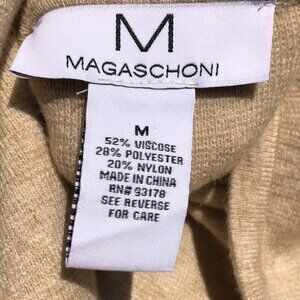 M
MAGASCHONI
M
52% VISCOSE
28% POLYESTER
20% NYLON
MADE IN CHINA
RN# 93178
SEE REVERSE
FOR CARE